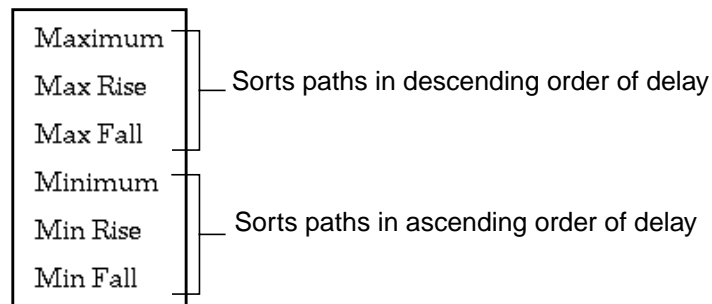 Maximum
Max Rise
Max Fall
Sorts paths in descending order of delay
Minimum
Min Rise
Min Fall
Sorts paths in ascending order of delay